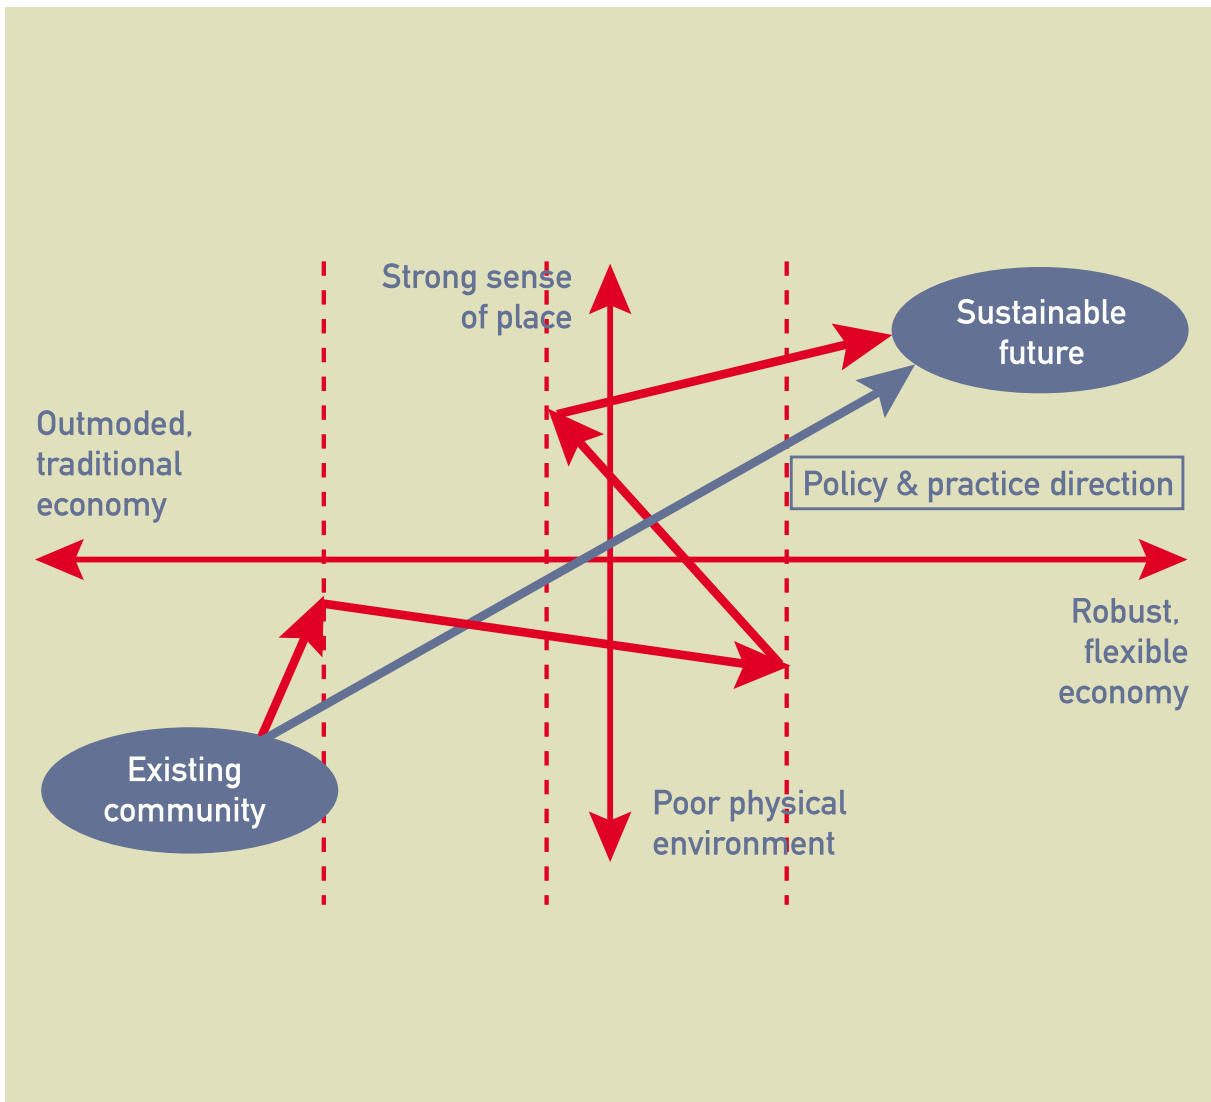 Strong sense
of place
Sustainable
future
Outmoded,
traditional
economy
Policy & practice direction
Robust,
flexible
economy
Existing
community
Poor physical
environment